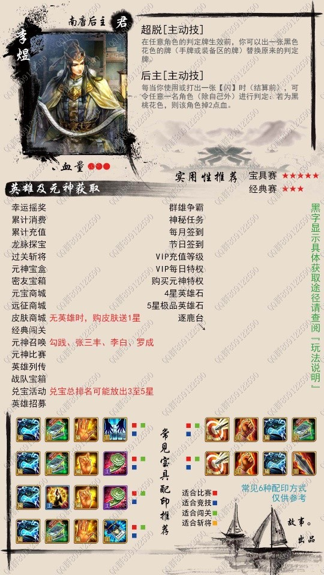 南唐后主
君
李煜
血量
超脱[主动技]
在任意角色的判定牌生效前，你可以出一张黑色
花色的牌（手牌或装备区的牌）替换原来的判定
牌。
后主[主动技]
每当你使用或打出一张【闪】时（结算前），可
令任意一名角色（除自己外）进行判定：若为黑
桃花色，则该角色掉2点血。
实用性推荐
宝具赛 ★★★★★
经典赛 ★★★
英雄及元神获取
幸运摇奖
累计消费
累计充值
龙脉探宝
过关斩将
元神宝盒
密友宝箱
元宝商城
远征商城
皮肤商城 无英雄时，购皮肤送1星
经典闯关
元神召唤 勾践、张三丰、李白、罗成
元神比赛
英雄列传
战队宝箱
兑宝活动 兑宝总排名可能放出3至5星
英雄招募
群雄争霸
神秘任务
每月签到
节日签到
VIP充值等级
VIP每日特权
购买元神特权
4星英雄石
5星极品英雄石
逐鹿台
黑字显示具体获取途径请查阅『玩法说明』
常见宝具配印推荐
适合比赛
适合竞技
适合闯关
适合斩将
常见6种配印方式
仅供参考
故事。
出品